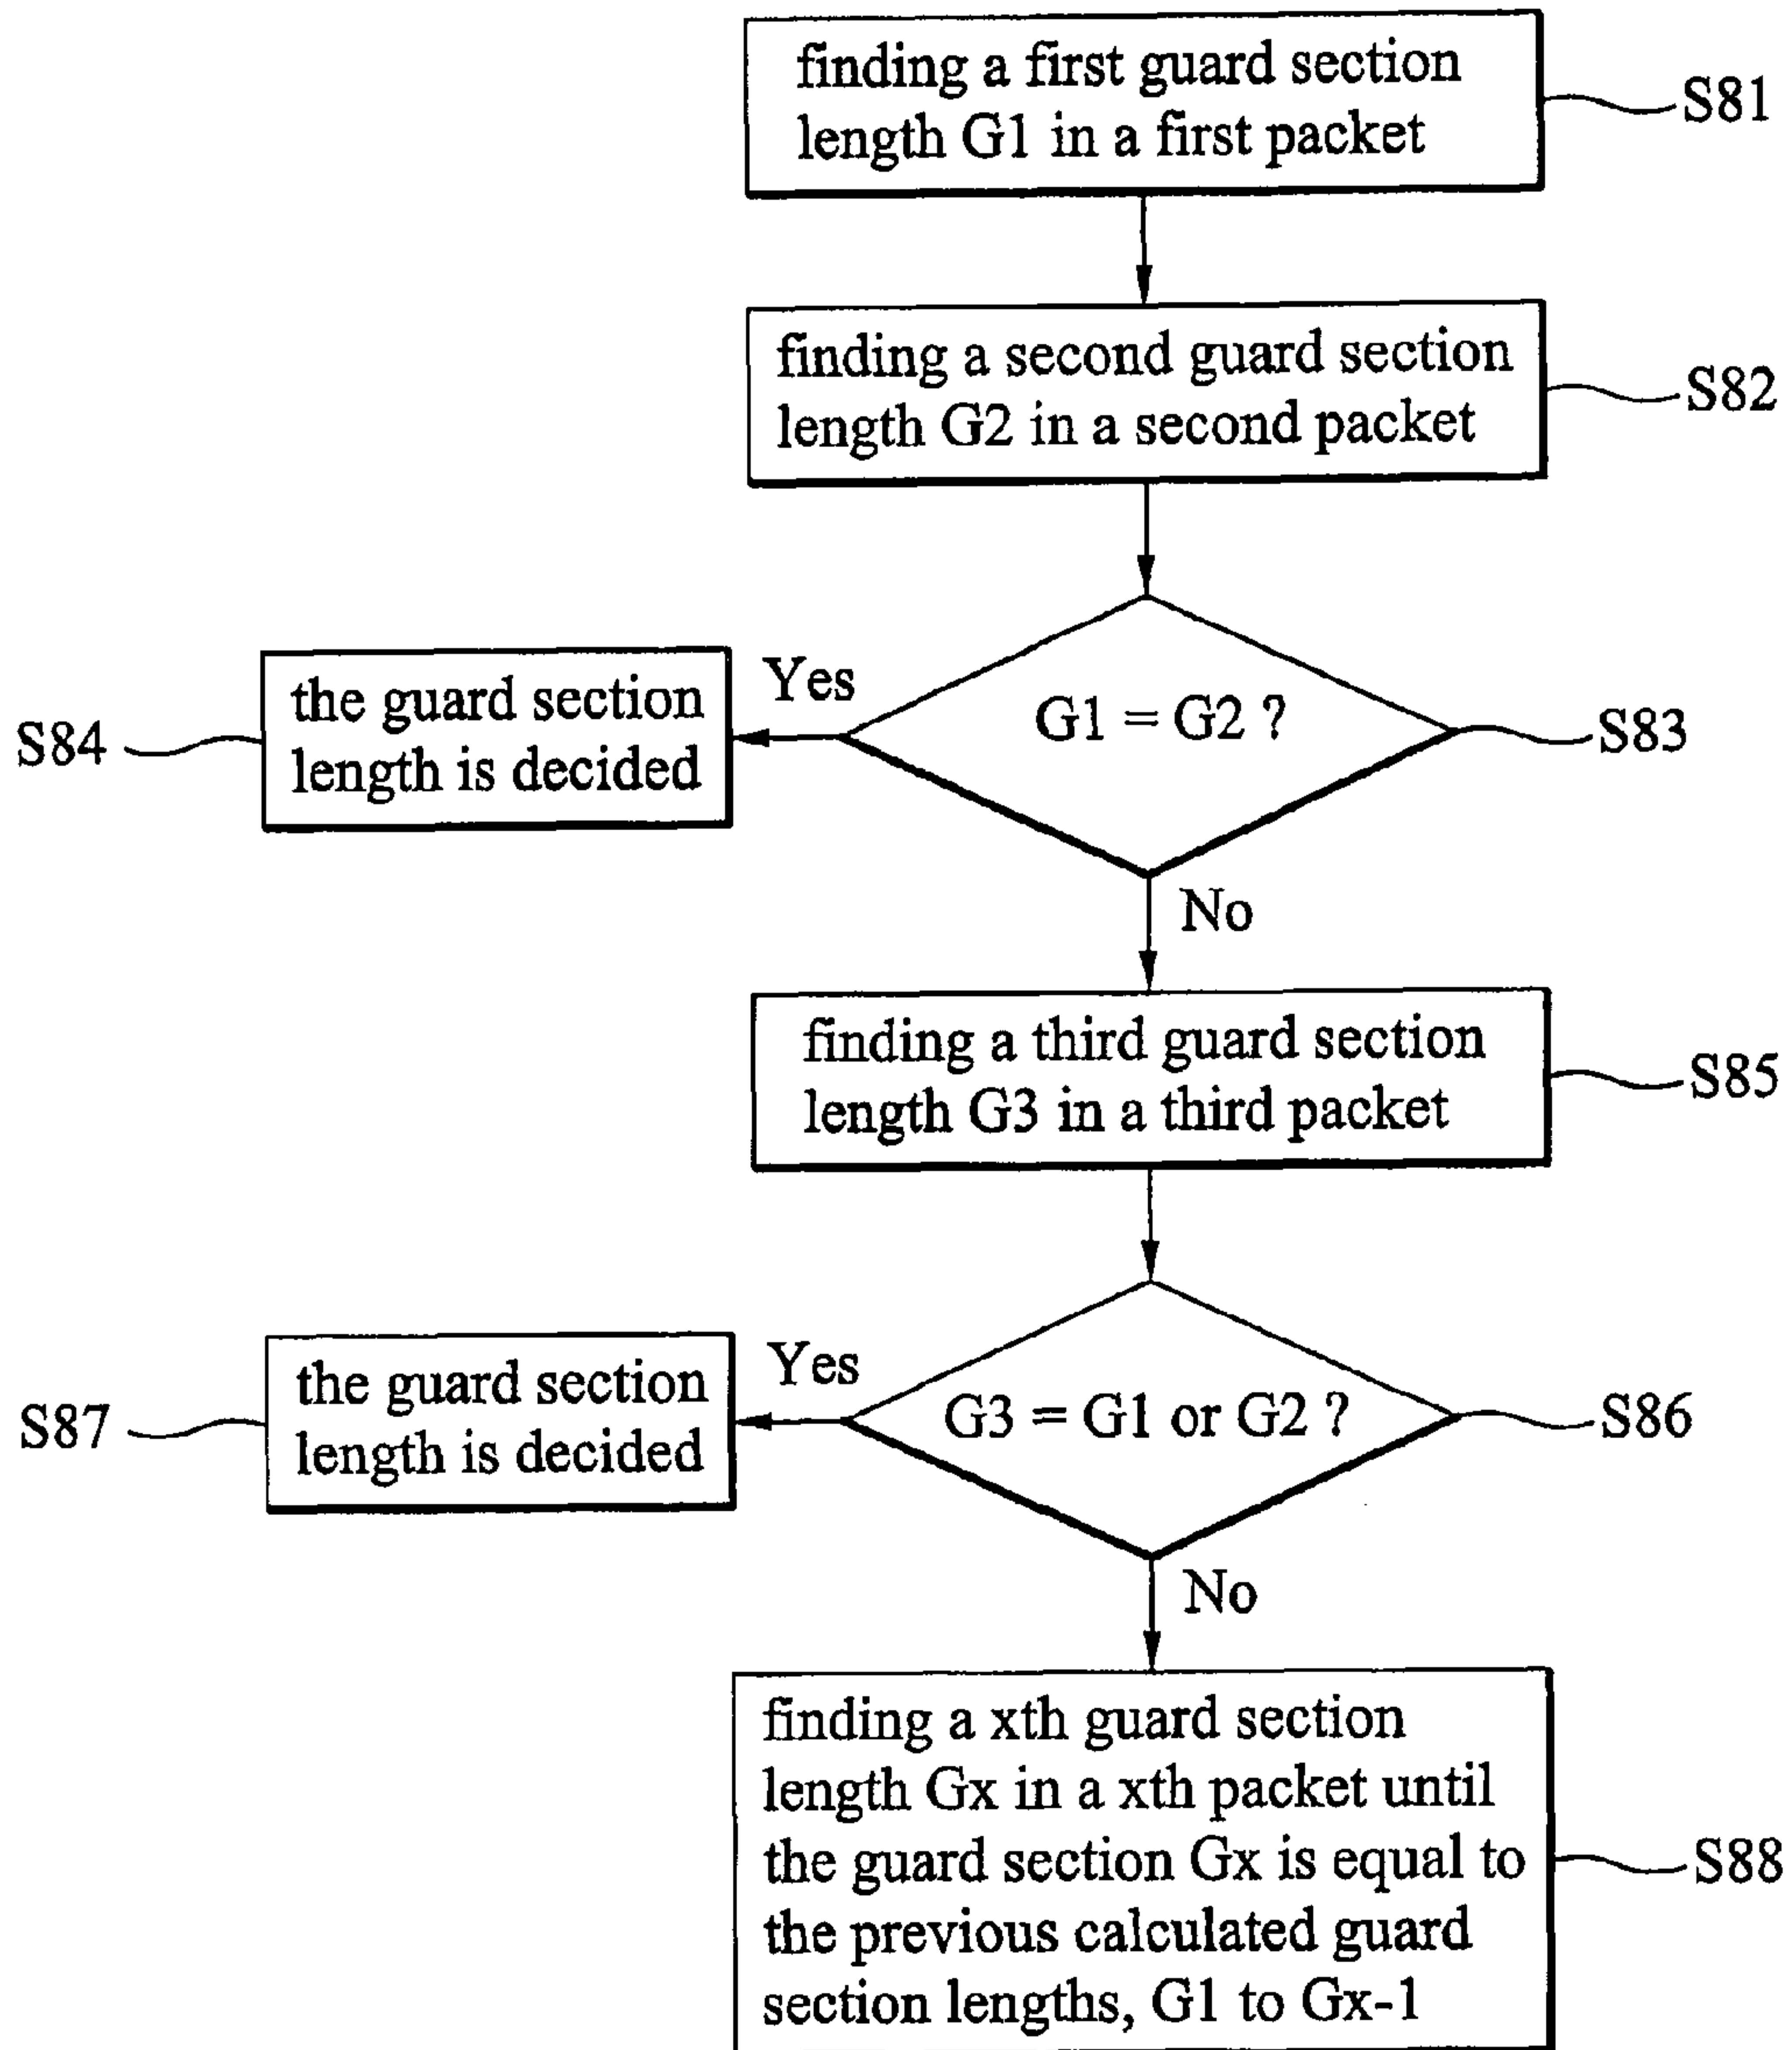 finding a first guard section
length G1 in a first packet
S81
finding a second guard section
length G2 in a second packet
S82
Yes
G1 = G2 ?
S83
the guard section
length is decided
S84
No
finding a third guard section
length G3 in a third packet
S85
Yes
G3 = G1 or G2 ?
S86
the guard section
length is decided
S87
No
finding a xth guard section
length Gx in a xth packet until
the guard section Gx is equal to
the previous calculated guard
section lengths, G1 to Gx-1
S88